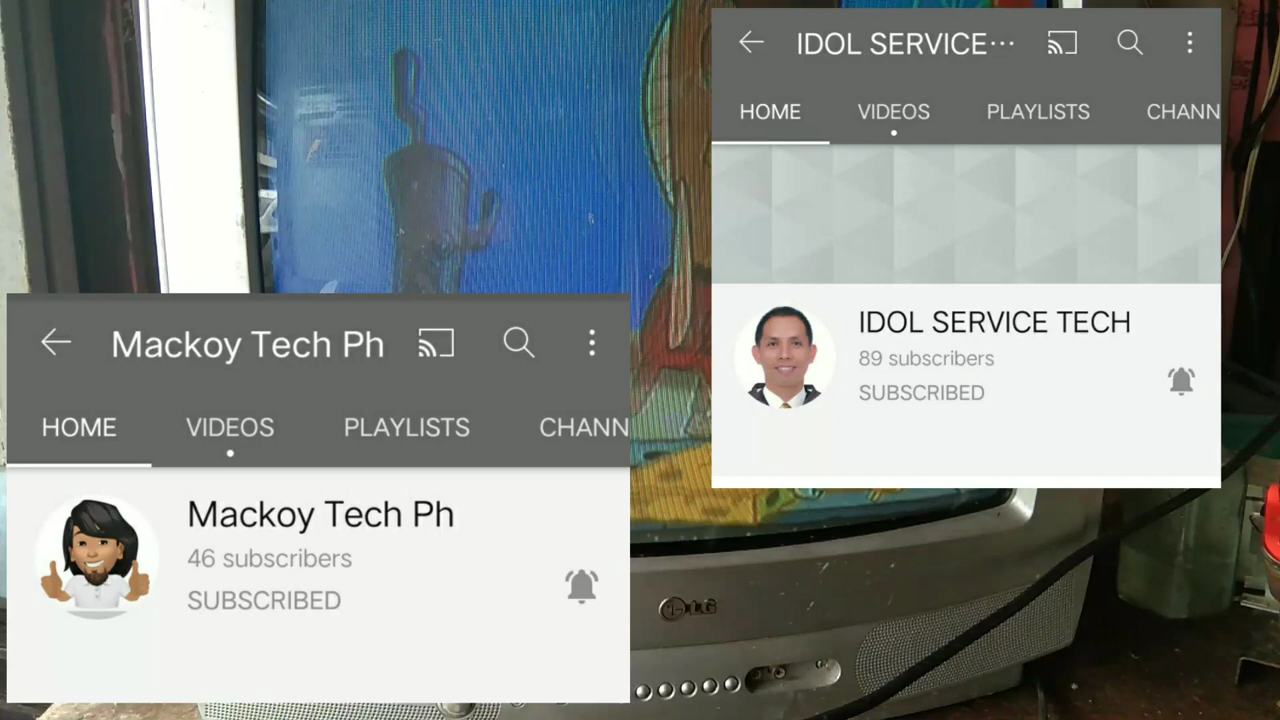 IDOL SERVICE···
HOME VIDEOS PLAYLISTS CHANN
IDOL SERVICE TECH
89 subscribers
SUBSCRIBED
Mackoy Tech Ph
HOME VIDEOS PLAYLISTS CHANN
Mackoy Tech Ph
46 subscribers
SUBSCRIBED
LG